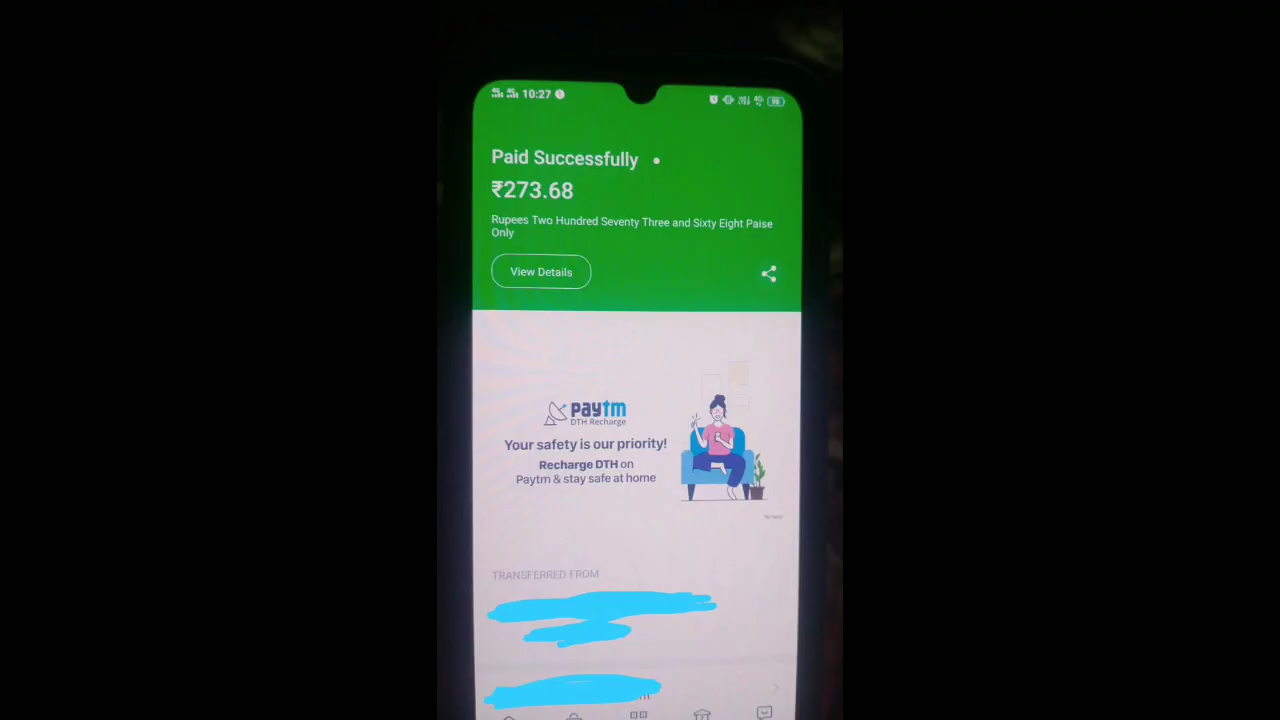 10:27
Paid Successfully
₹273.68
Rupees Two Hundred Seventy Three and Sixty Eight Paise
Only
View Details
paytm
DTH Recharge
Your safety is our priority!
Recharge DTH on
Paytm & stay safe at home
TRANSFERRED FROM